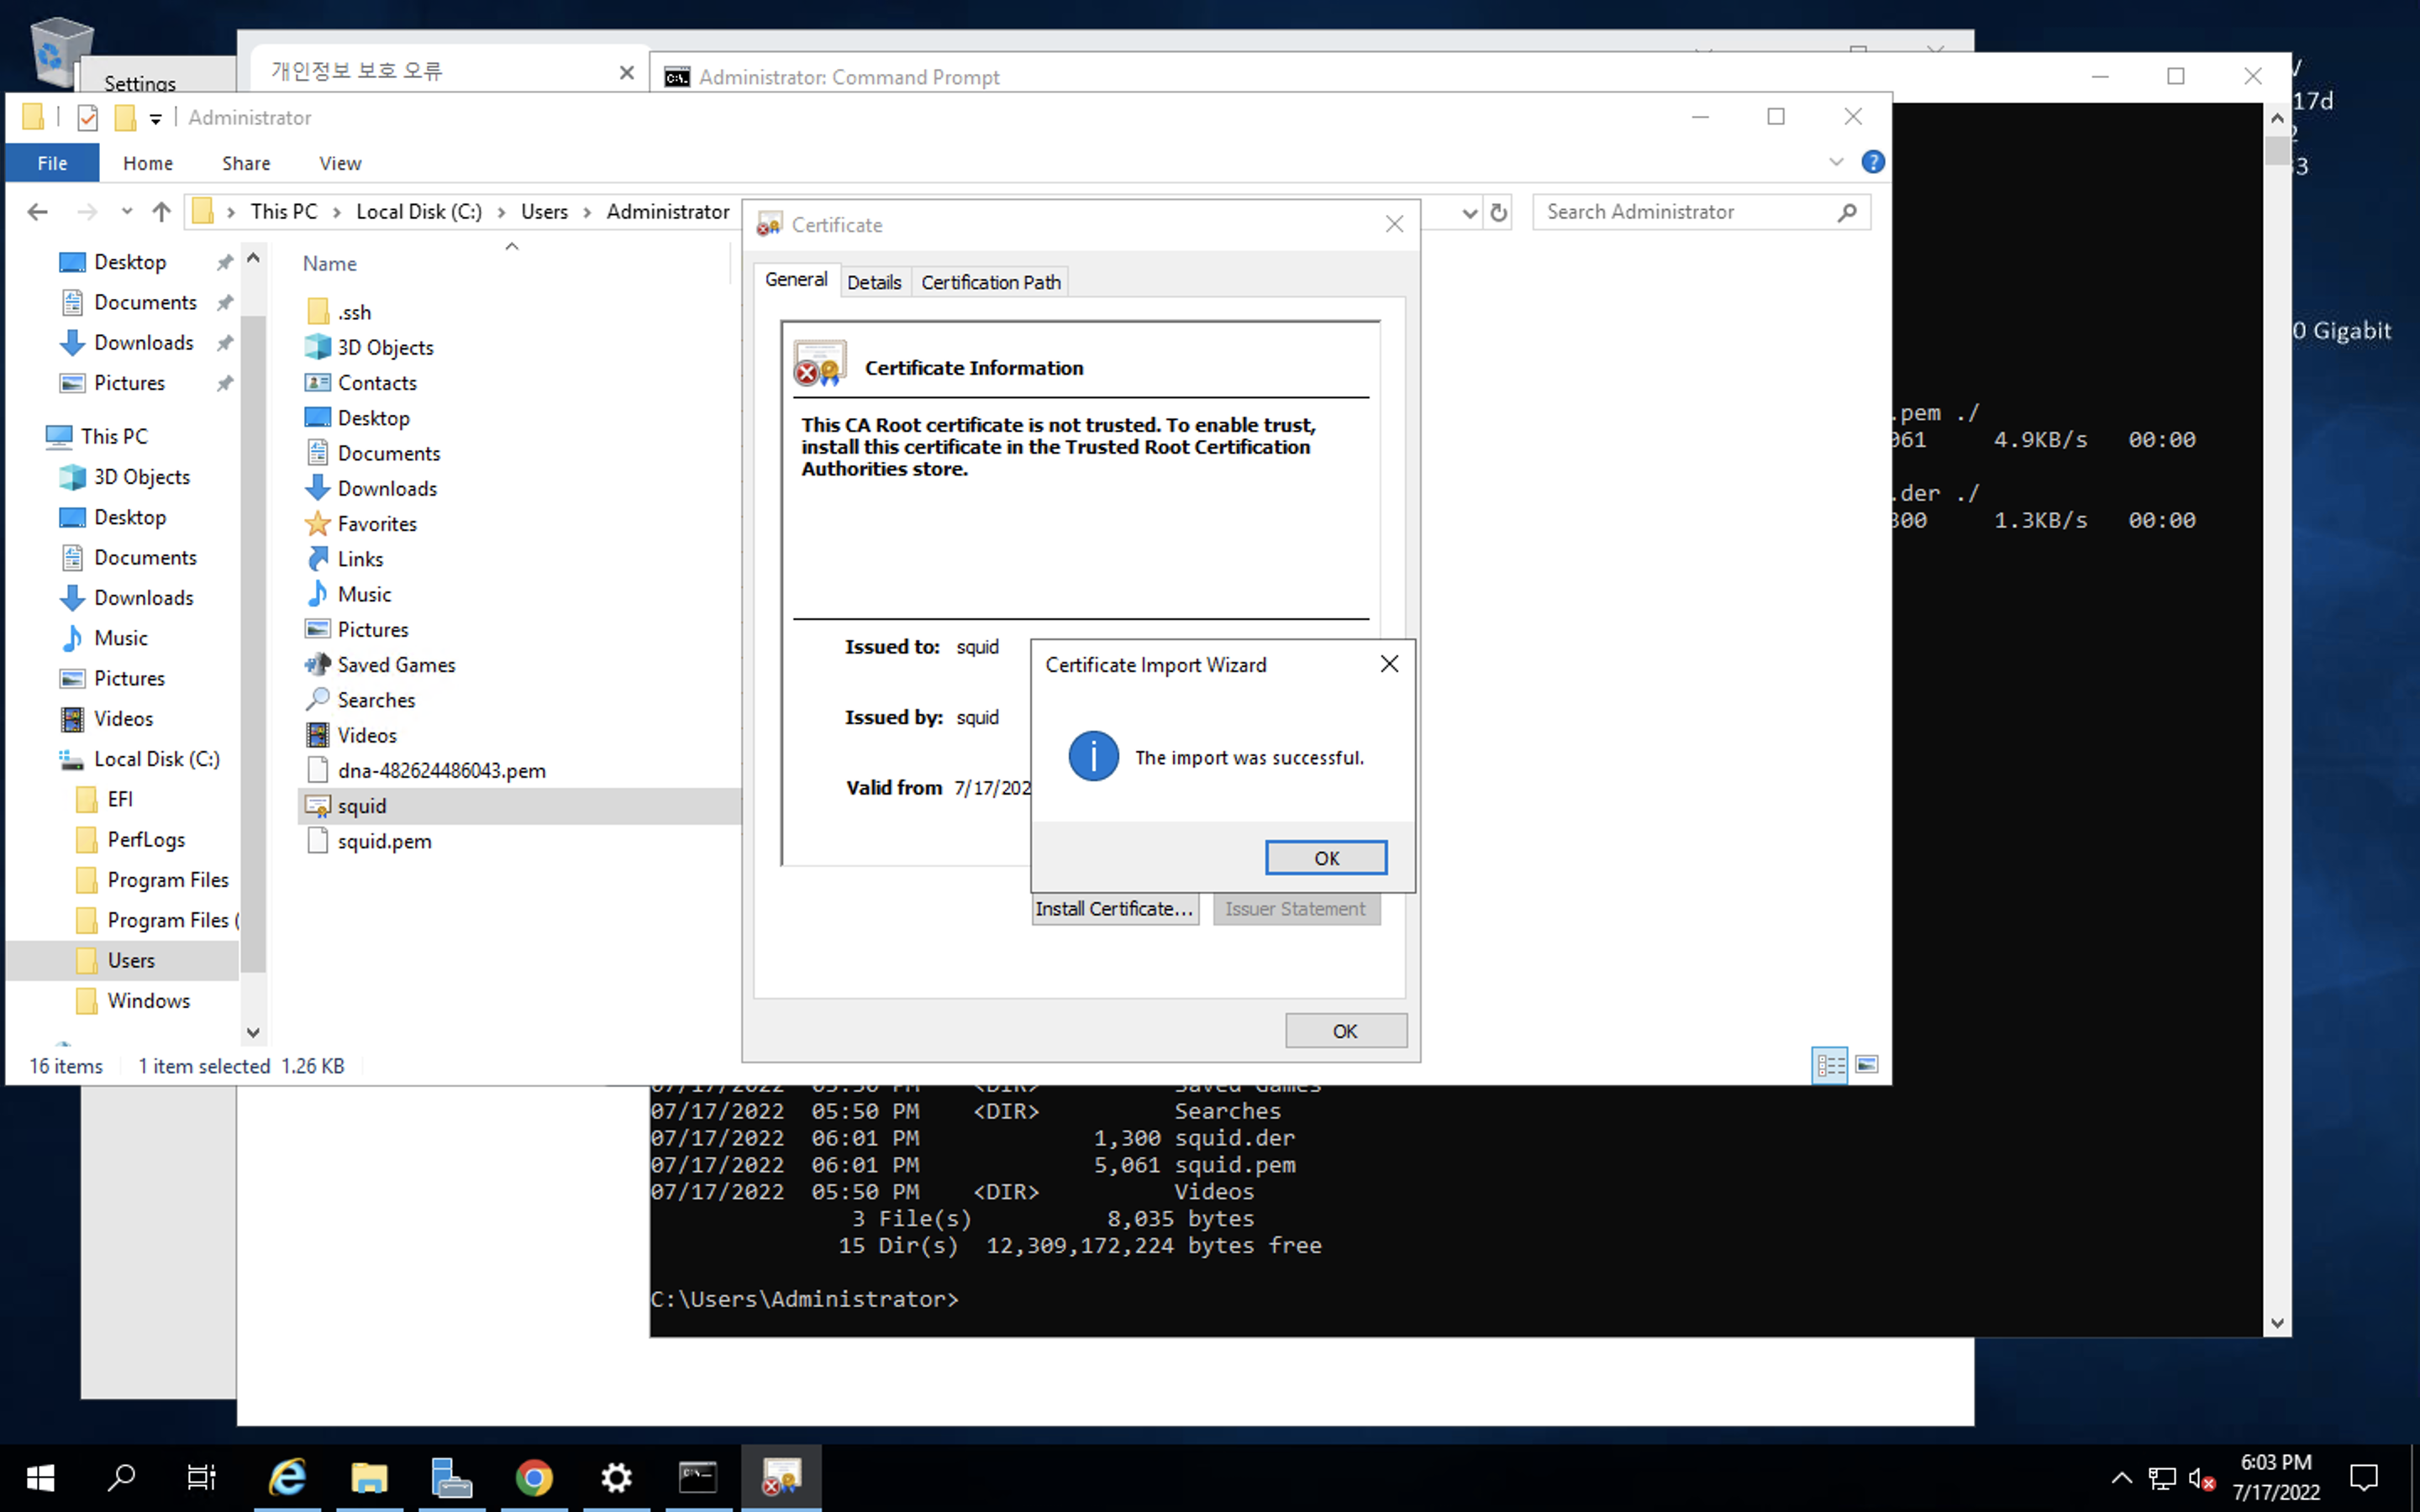 Settings
개인정보 보호 오류
Administrator: Command Prompt
17d
Administrator
File
Home
Share
View
This PC
Local Disk (C:)
Users
Administrator
Search Administrator
Certificate
Desktop
Documents
Downloads
Pictures
This PC
3D Objects
Desktop
Documents
Downloads
Music
Pictures
Videos
Local Disk (C:)
EFI
PerfLogs
Program Files
Program Files (
Users
Windows
Name
.ssh
3D Objects
Contacts
Desktop
Documents
Downloads
Favorites
Links
Music
Pictures
Saved Games
Searches
Videos
dna-482624486043.pem
squid
squid.pem
General
Details
Certification Path
Certificate Information
This CA Root certificate is not trusted. To enable trust,
install this certificate in the Trusted Root Certification
Authorities store.
Issued to: squid
Issued by: squid
Valid from 7/17/202
Certificate Import Wizard
The import was successful.
OK
Install Certificate...
Issuer Statement
OK
0 Gigabit
.pem ./
061 4.9KB/s 00:00
.der ./
300 1.3KB/s 00:00
16 items
1 item selected 1.26 KB
07/17/2022 05:50 PM <DIR> Saved Games
07/17/2022 05:50 PM <DIR> Searches
07/17/2022 06:01 PM 1,300 squid.der
07/17/2022 06:01 PM 5,061 squid.pem
07/17/2022 05:50 PM <DIR> Videos
3 File(s) 8,035 bytes
15 Dir(s) 12,309,172,224 bytes free
C:\Users\Administrator>
6:03 PM
7/17/2022